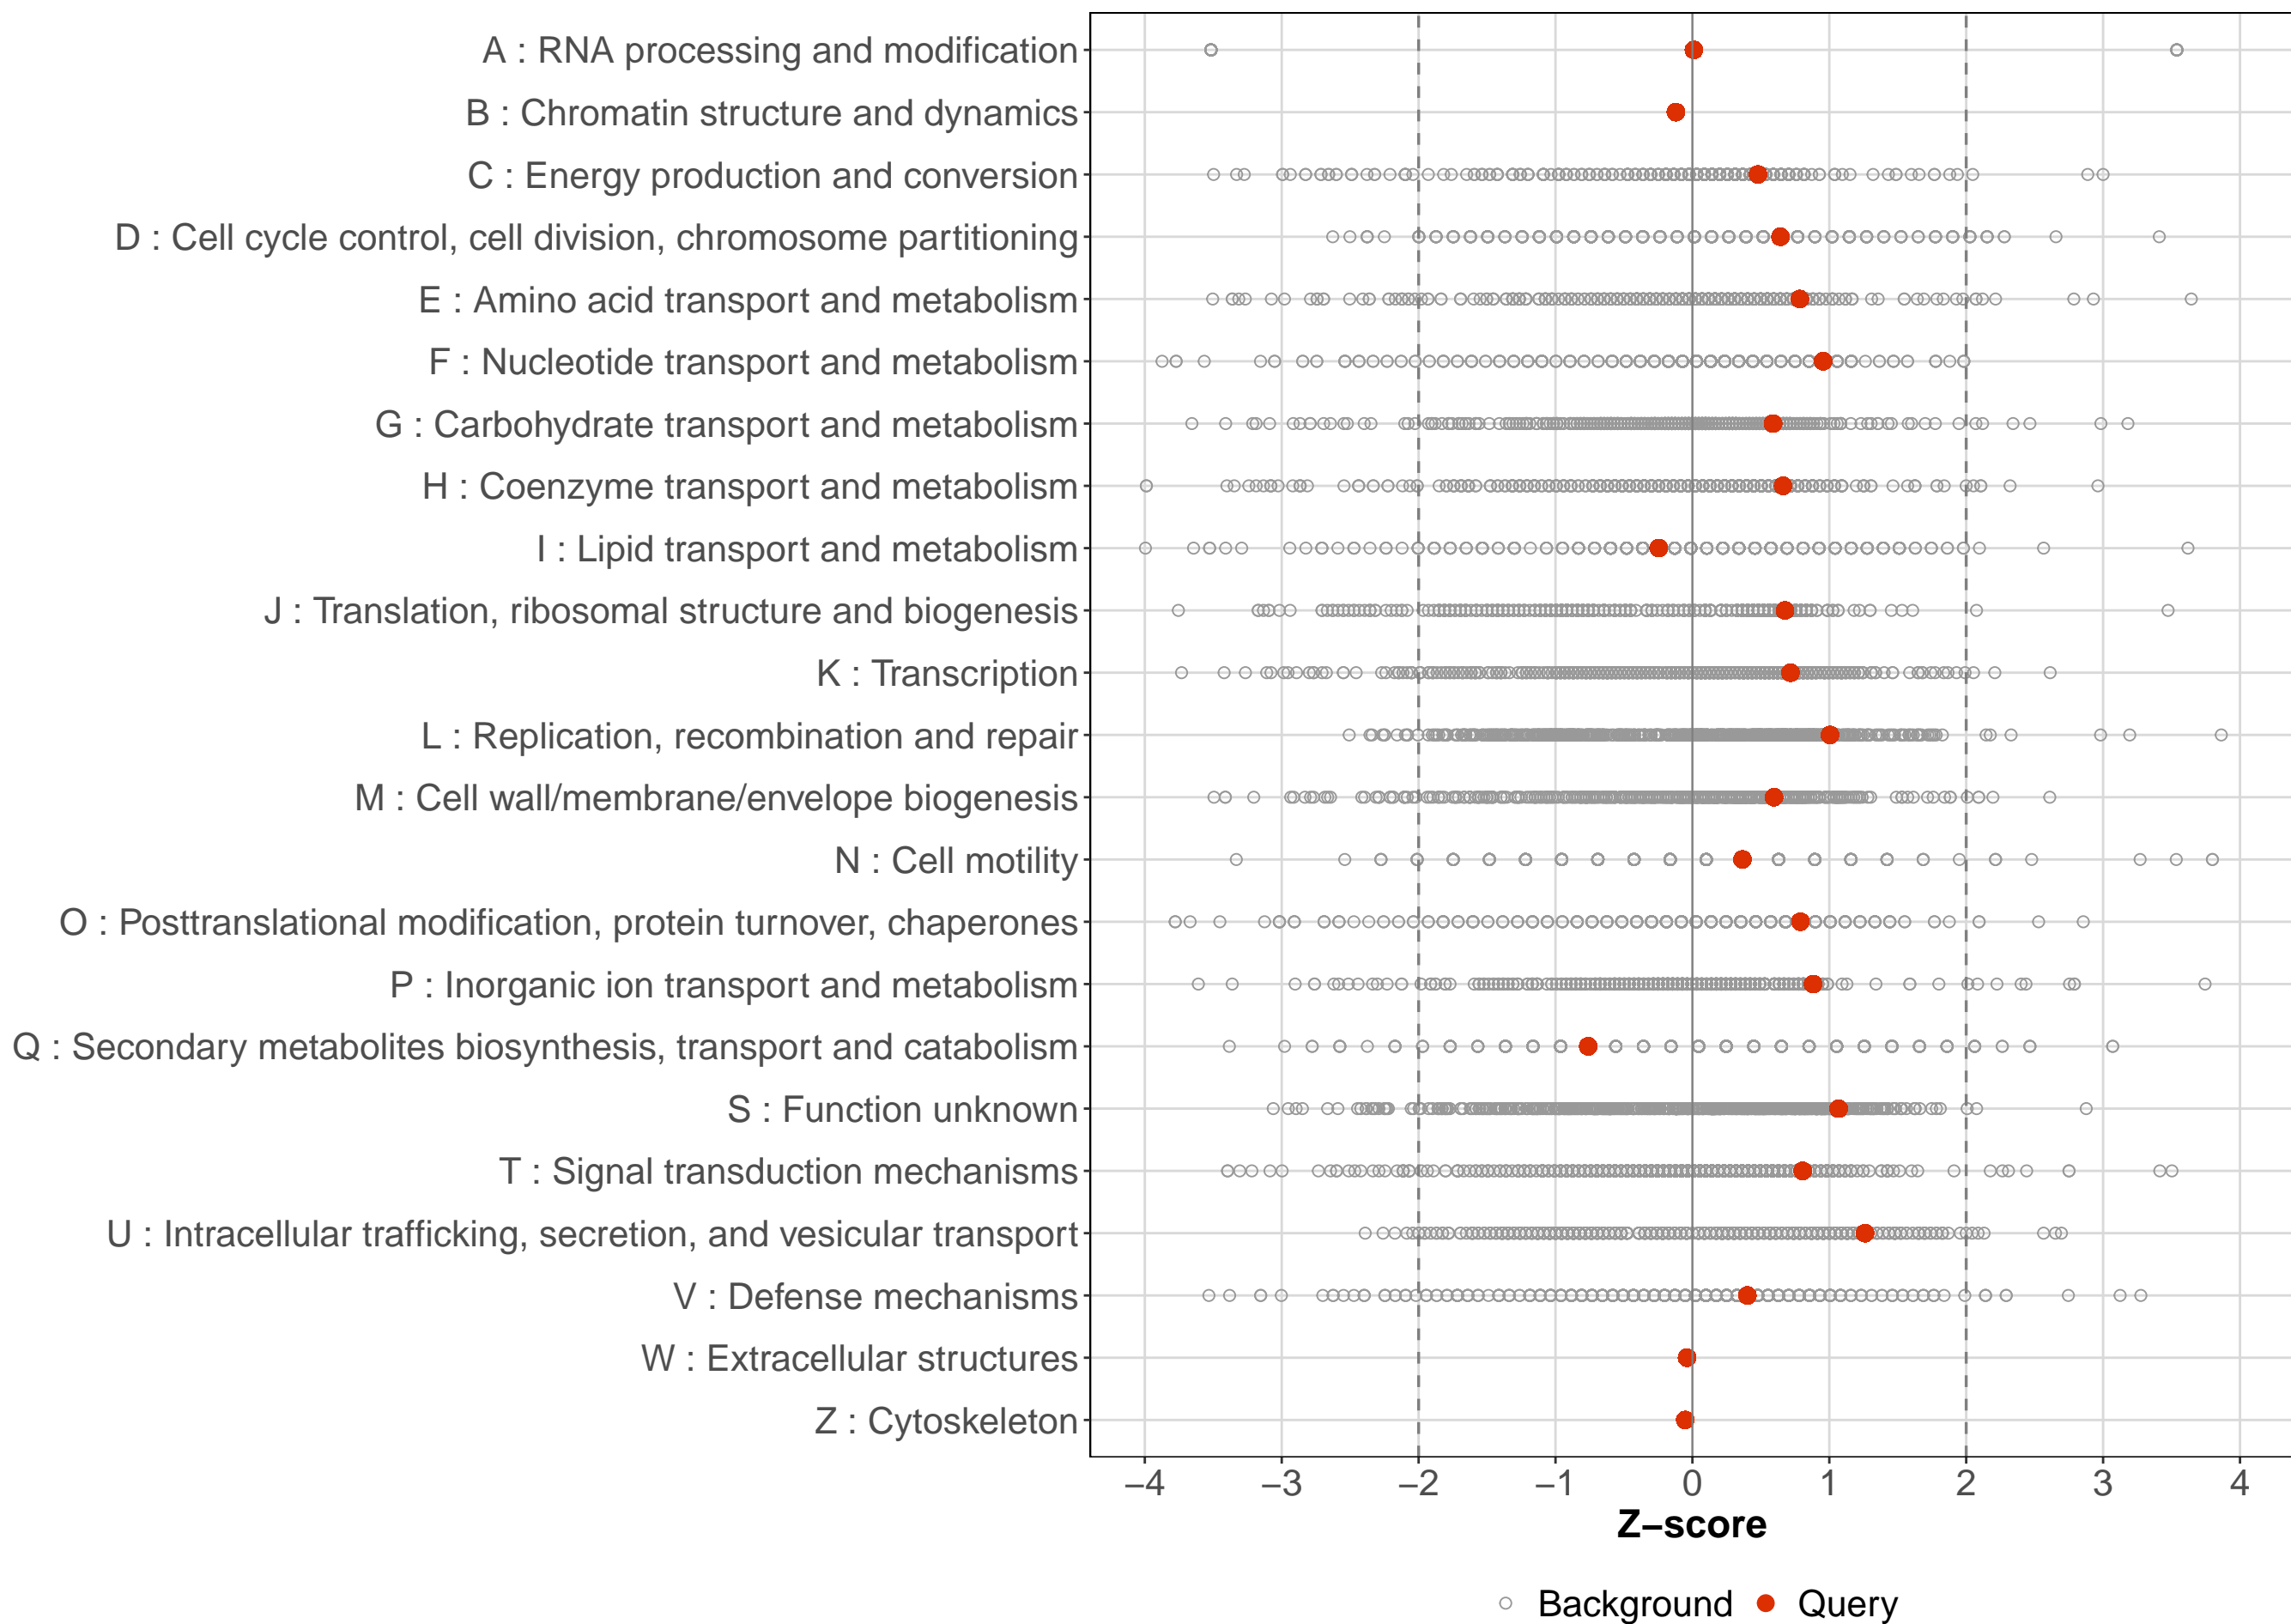 A : RNA processing and modification
B : Chromatin structure and dynamics
C : Energy production and conversion
D : Cell cycle control, cell division, chromosome partitioning
E : Amino acid transport and metabolism
F : Nucleotide transport and metabolism
G : Carbohydrate transport and metabolism
H : Coenzyme transport and metabolism
I : Lipid transport and metabolism
J : Translation, ribosomal structure and biogenesis
K : Transcription
L : Replication, recombination and repair
M : Cell wall/membrane/envelope biogenesis
N : Cell motility
O : Posttranslational modification, protein turnover, chaperones
P : Inorganic ion transport and metabolism
Q : Secondary metabolites biosynthesis, transport and catabolism
S : Function unknown
T : Signal transduction mechanisms
U : Intracellular trafficking, secretion, and vesicular transport
V : Defense mechanisms
W : Extracellular structures
Z : Cytoskeleton
−4 −3 −2 −1 0 1 2 3 4
Z−score
Background Query